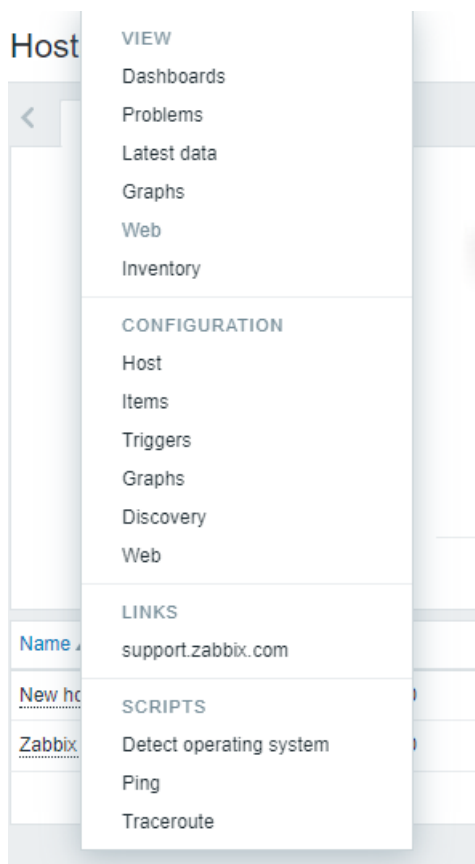 Host
VIEW
Dashboards
Problems
Latest data
Graphs
Web
Inventory
CONFIGURATION
Host
Items
Triggers
Graphs
Discovery
Web
LINKS
support.zabbix.com
Name
New
SCRIPTS
Zabbix
Detect operating system
Ping
Traceroute